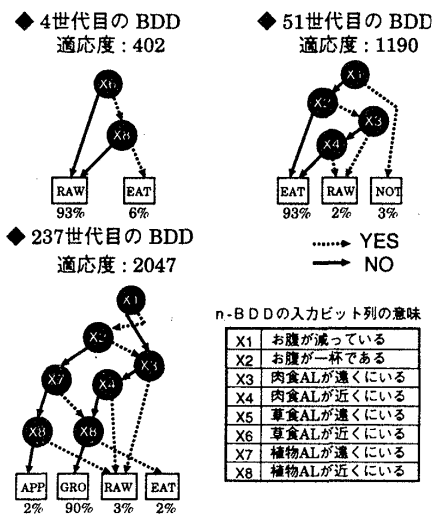 ◆ 4世代目の BDD
適応度 : 402
X6
X8
RAW
EAT
93%
6%
◆ 51世代目の BDD
適応度 : 1190
X1
X2
X3
X4
EAT
RAW
NOT
93%
2%
3%
YES
NO
◆ 237世代目の BDD
適応度 : 2047
X1
X2
X3
X7
X4
X8
X8
APP
GRO
RAW
EAT
2%
90%
3%
2%
n-BDDの入力ビット列の意味
X1 お腹が減っている
X2 お腹が一杯である
X3 肉食ALが遠くにいる
X4 肉食ALが近くにいる
X5 草食ALが遠くにいる
X6 草食ALが近くにいる
X7 植物ALが遠くにいる
X8 植物ALが近くにいる